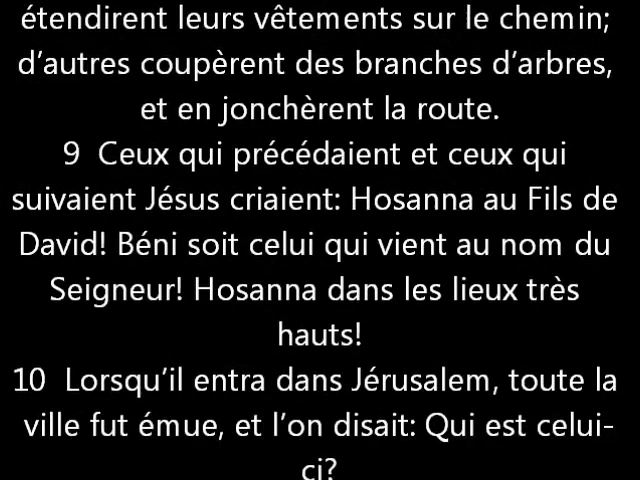 étendirent leurs vêtements sur le chemin;
d’autres coupèrent des branches d’arbres,
et en jonchèrent la route.
9  Ceux qui précédaient et ceux qui
suivaient Jésus criaient: Hosanna au Fils de
David! Béni soit celui qui vient au nom du
Seigneur! Hosanna dans les lieux très
hauts!
10  Lorsqu’il entra dans Jérusalem, toute la
ville fut émue, et l’on disait: Qui est celui-
ci?